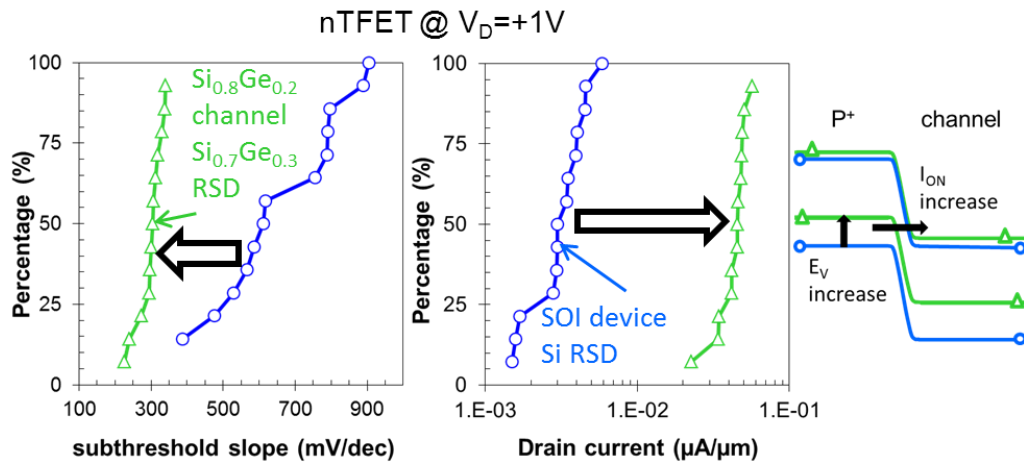 nTFET @ V_D=+1V
Percentage (%)
100
75
50
25
0
Si0.8Ge0.2
channel
Si0.7Ge0.3
RSD
100 300 500 700 900
subthreshold slope (mV/dec)
Percentage (%)
100
75
50
25
0
SOI device
Si RSD
1.E-03 1.E-02 1.E-01
Drain current (µA/µm)
P+ channel
ION
increase
EV
increase